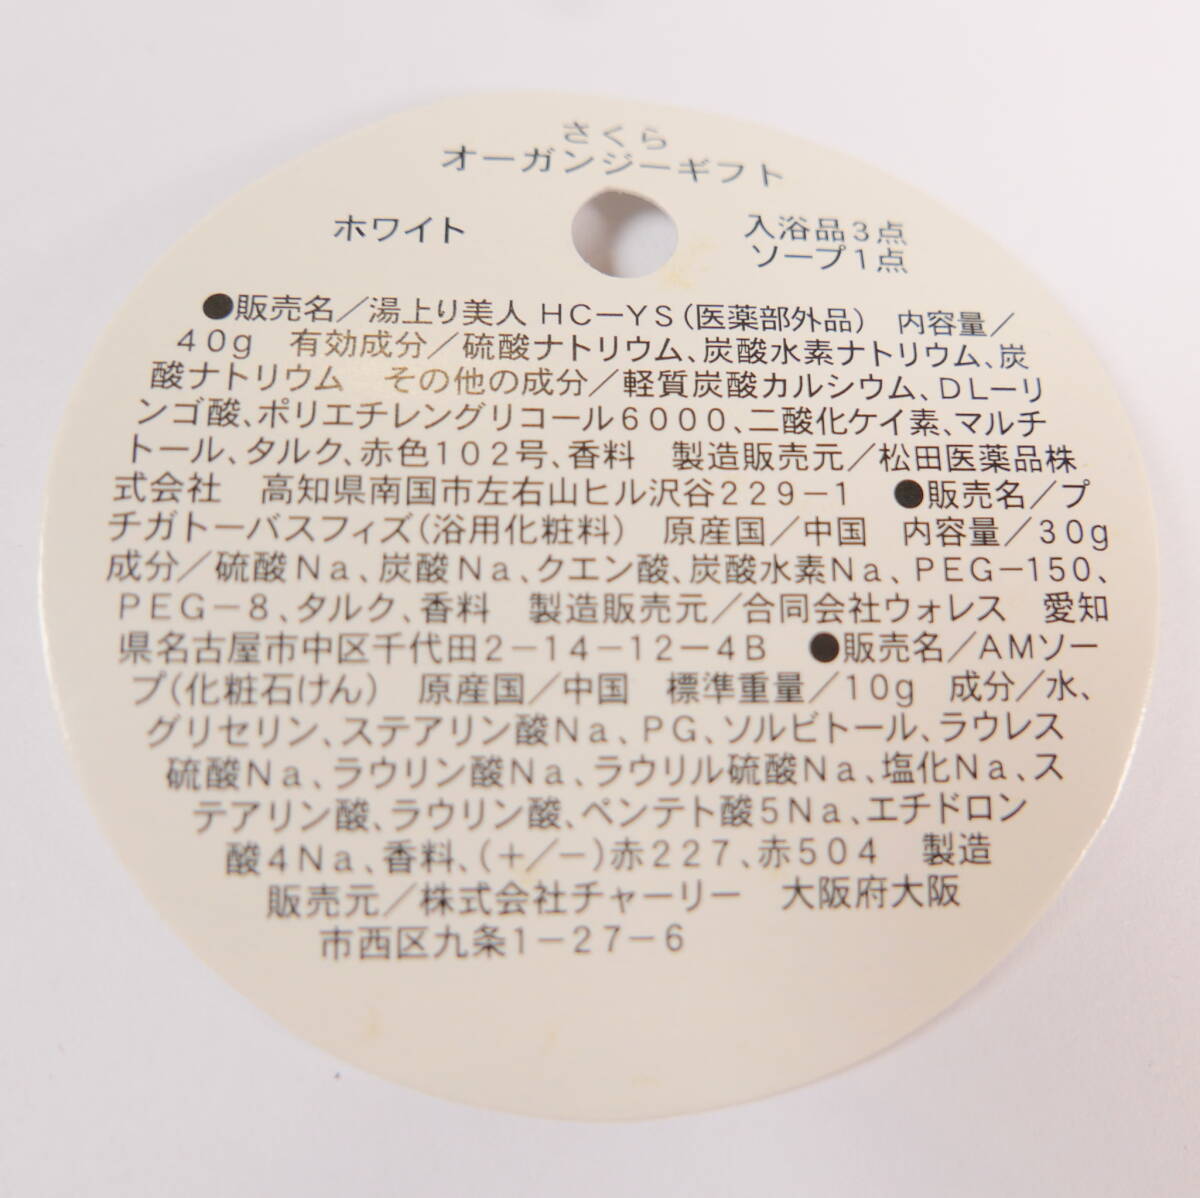 さくら
オーガンジーギフト
ホワイト
入浴品3点
ソープ1点
●販売名／湯上り美人 HC－YS（医薬部外品）　内容量／
40g　有効成分／硫酸ナトリウム、炭酸水素ナトリウム、炭
酸ナトリウム　その他の成分／軽質炭酸カルシウム、DL－リ
ンゴ酸、ポリエチレングリコール6000、二酸化ケイ素、マルチ
トール、タルク、赤色102号、香料　製造販売元／松田医薬品株
式会社　高知県南国市左右山ヒル沢谷229－1　●販売名／プ
チガトーバスフィズ（浴用化粧料）　原産国／中国　内容量／30g
成分／硫酸Na、炭酸Na、クエン酸、炭酸水素Na、PEG－150、
PEG－8、タルク、香料　製造販売元／合同会社ウォレス　愛知
県名古屋市中区千代田2－14－12－4B　●販売名／AMソー
プ（化粧石けん）　原産国／中国　標準重量／10g　成分／水、
グリセリン、ステアリン酸Na、PG、ソルビトール、ラウレス
硫酸Na、ラウリン酸Na、ラウリル硫酸Na、塩化Na、ス
テアリン酸、ラウリン酸、ペンテト酸5Na、エチドロン
酸4Na、香料、（＋／－）赤227、赤504　製造
販売元／株式会社チャーリー　大阪府大阪
市西区九条1－27－6